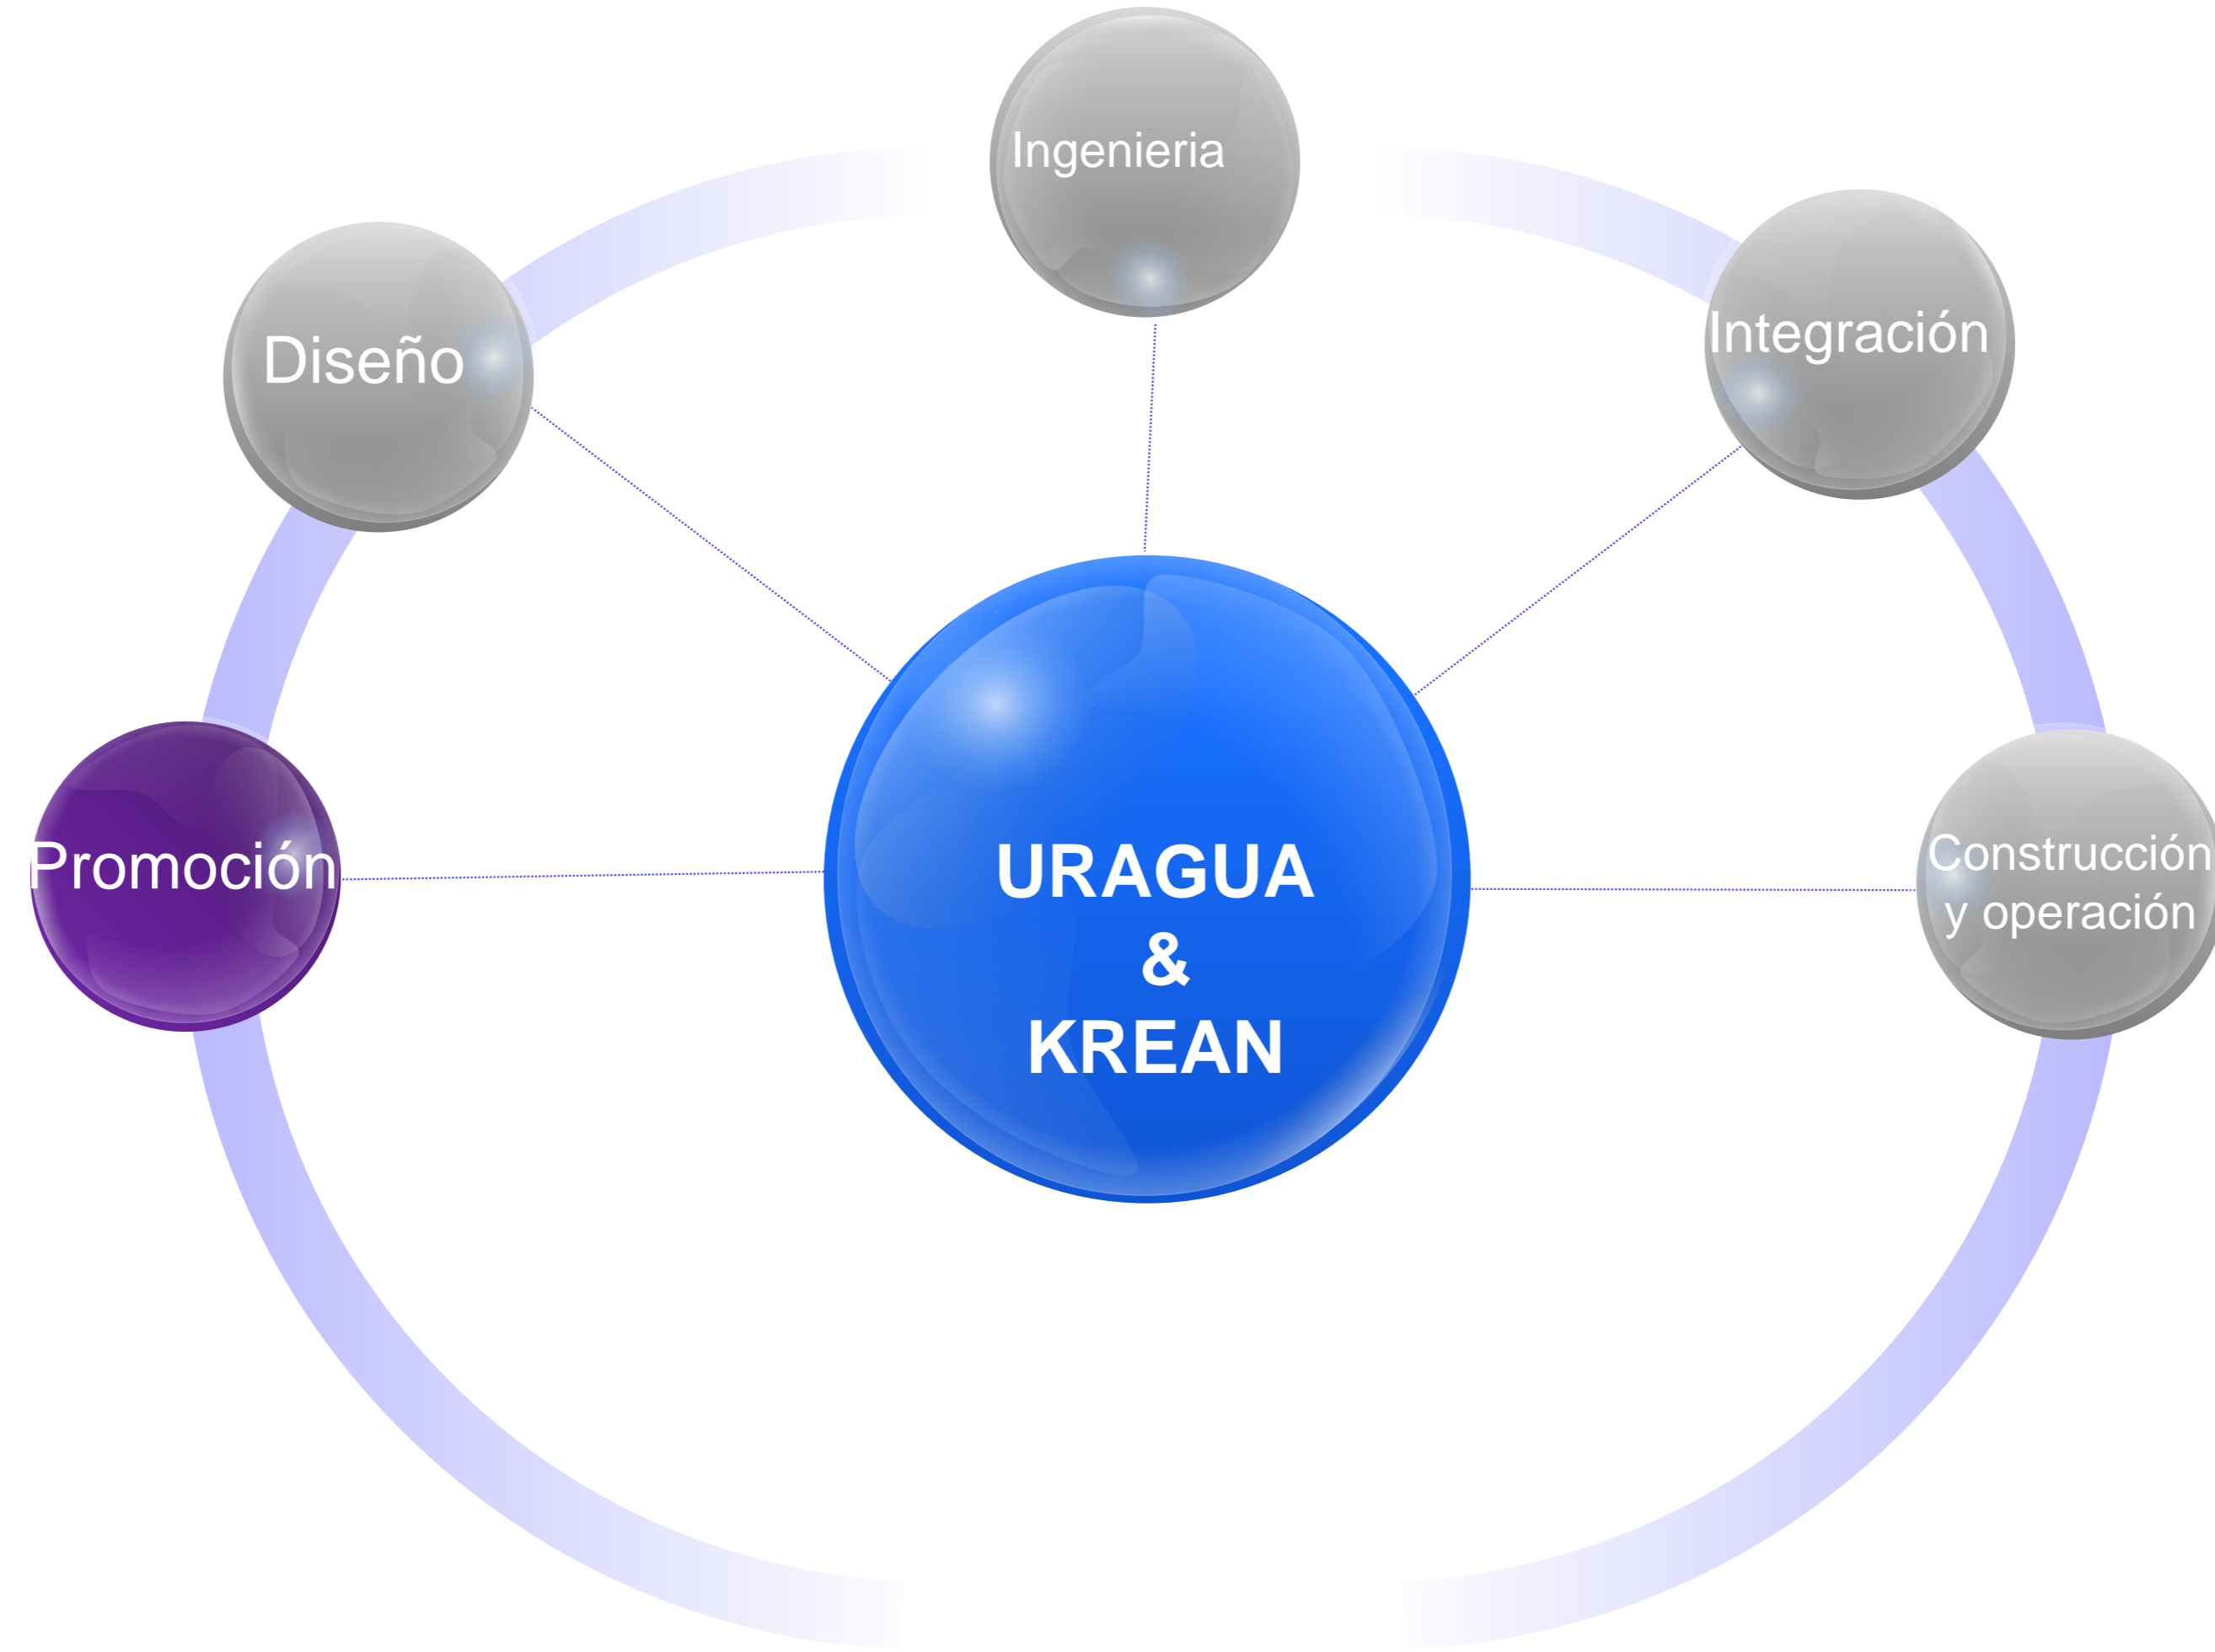 Ingenieria
Integración
Diseño
Promoción
URAGUA
&
KREAN
Construcción
y operación